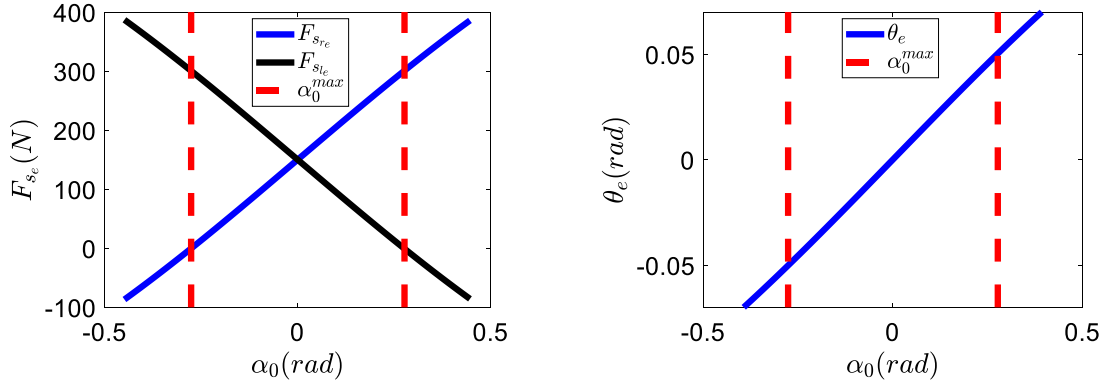 400
300
200
100
0
-100
-0.5
0
0.5
F_{s_e}(N)
α_0(rad)
F_{s_{r_e}}
F_{s_{l_e}}
α_0^{max}
0.05
0
-0.05
-0.5
0
0.5
θ_e(rad)
α_0(rad)
θ_e
α_0^{max}